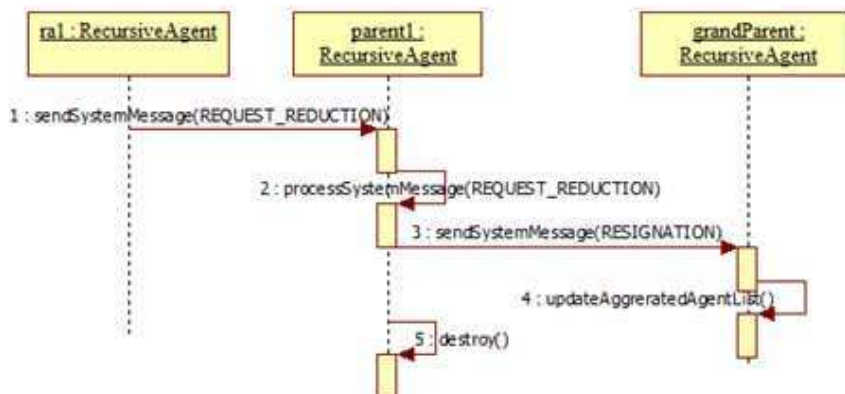 ra1 : RecursiveAgent
parent1 :
RecursiveAgent
grandParent :
RecursiveAgent
1 : sendSystemMessage(REQUEST_REDUCTION)
2 : processSystemMessage(REQUEST_REDUCTION)
3 : sendSystemMessage(RESIGNATION)
4 : updateAggreratedAgentList()
5 : destroy()